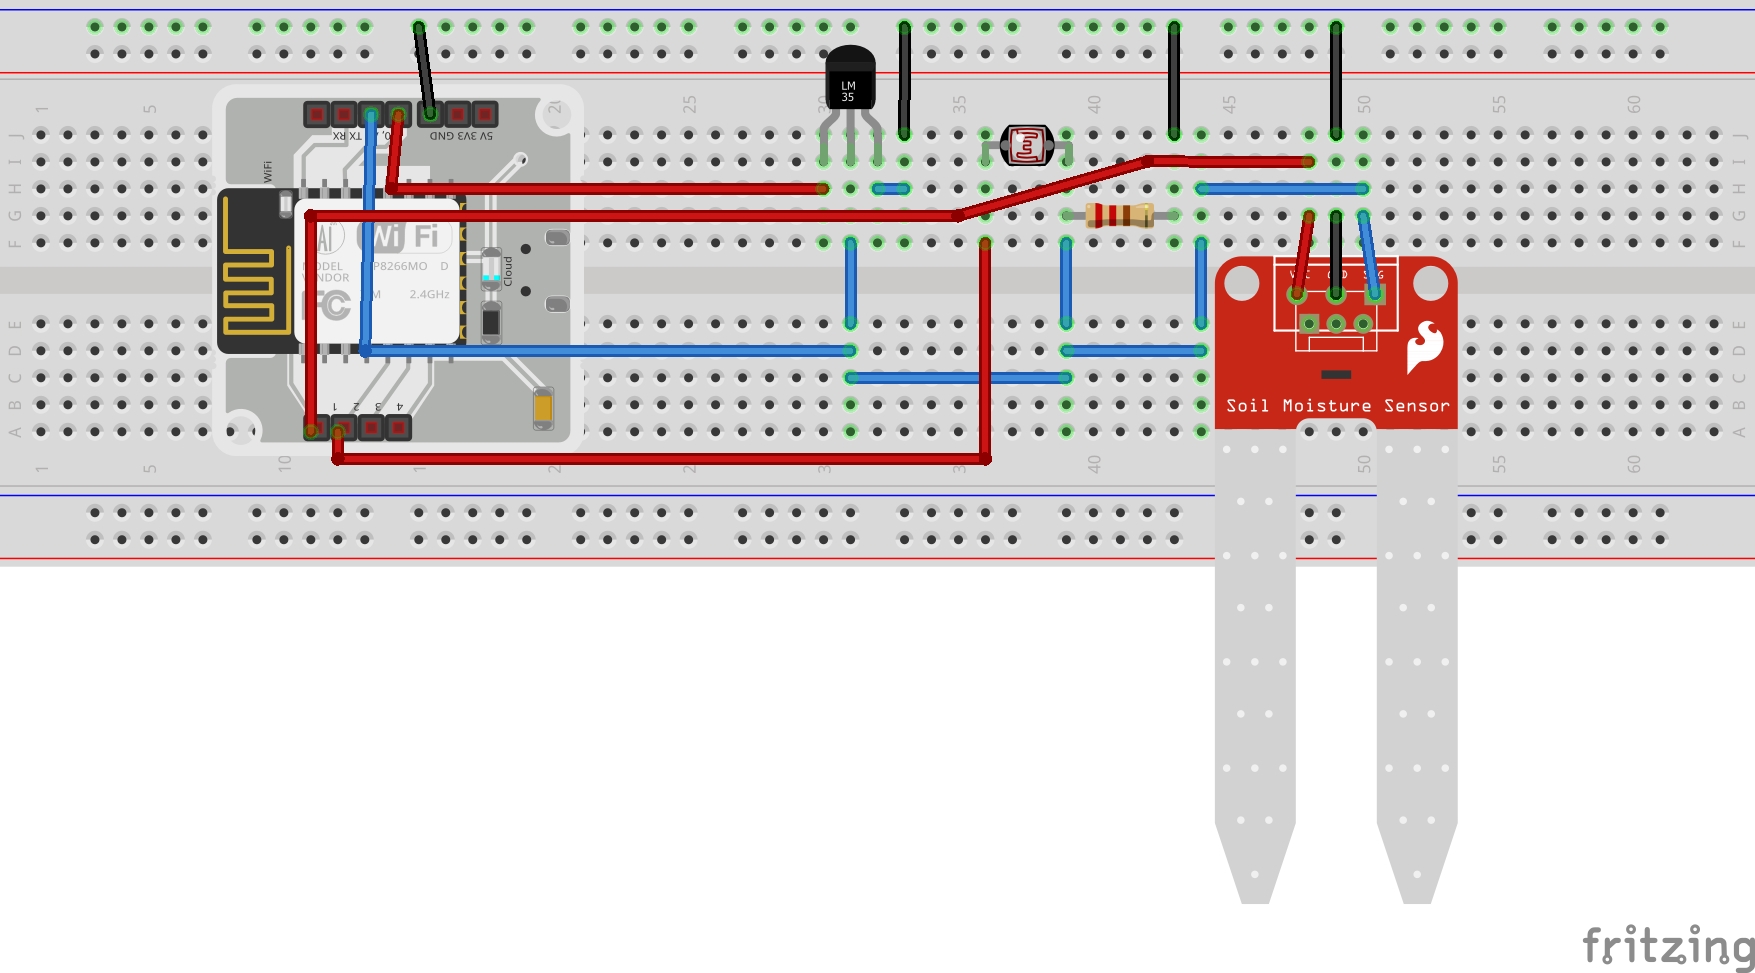 1 5 20 25 30 35 40 45 50 55 60
LM
35
RX TX
GND 3V3 5V
WiFi
J
I
H
G
F
J
I
H
G
F
Wi Fi
MODEL P8266MO D
VENDOR
M 2.4GHz
FC
Cloud
GND
E
D
C
B
A
E
D
C
B
A
1 2 3 4
Soil Moisture Sensor
1 5 10 40 50 55 60
fritzing